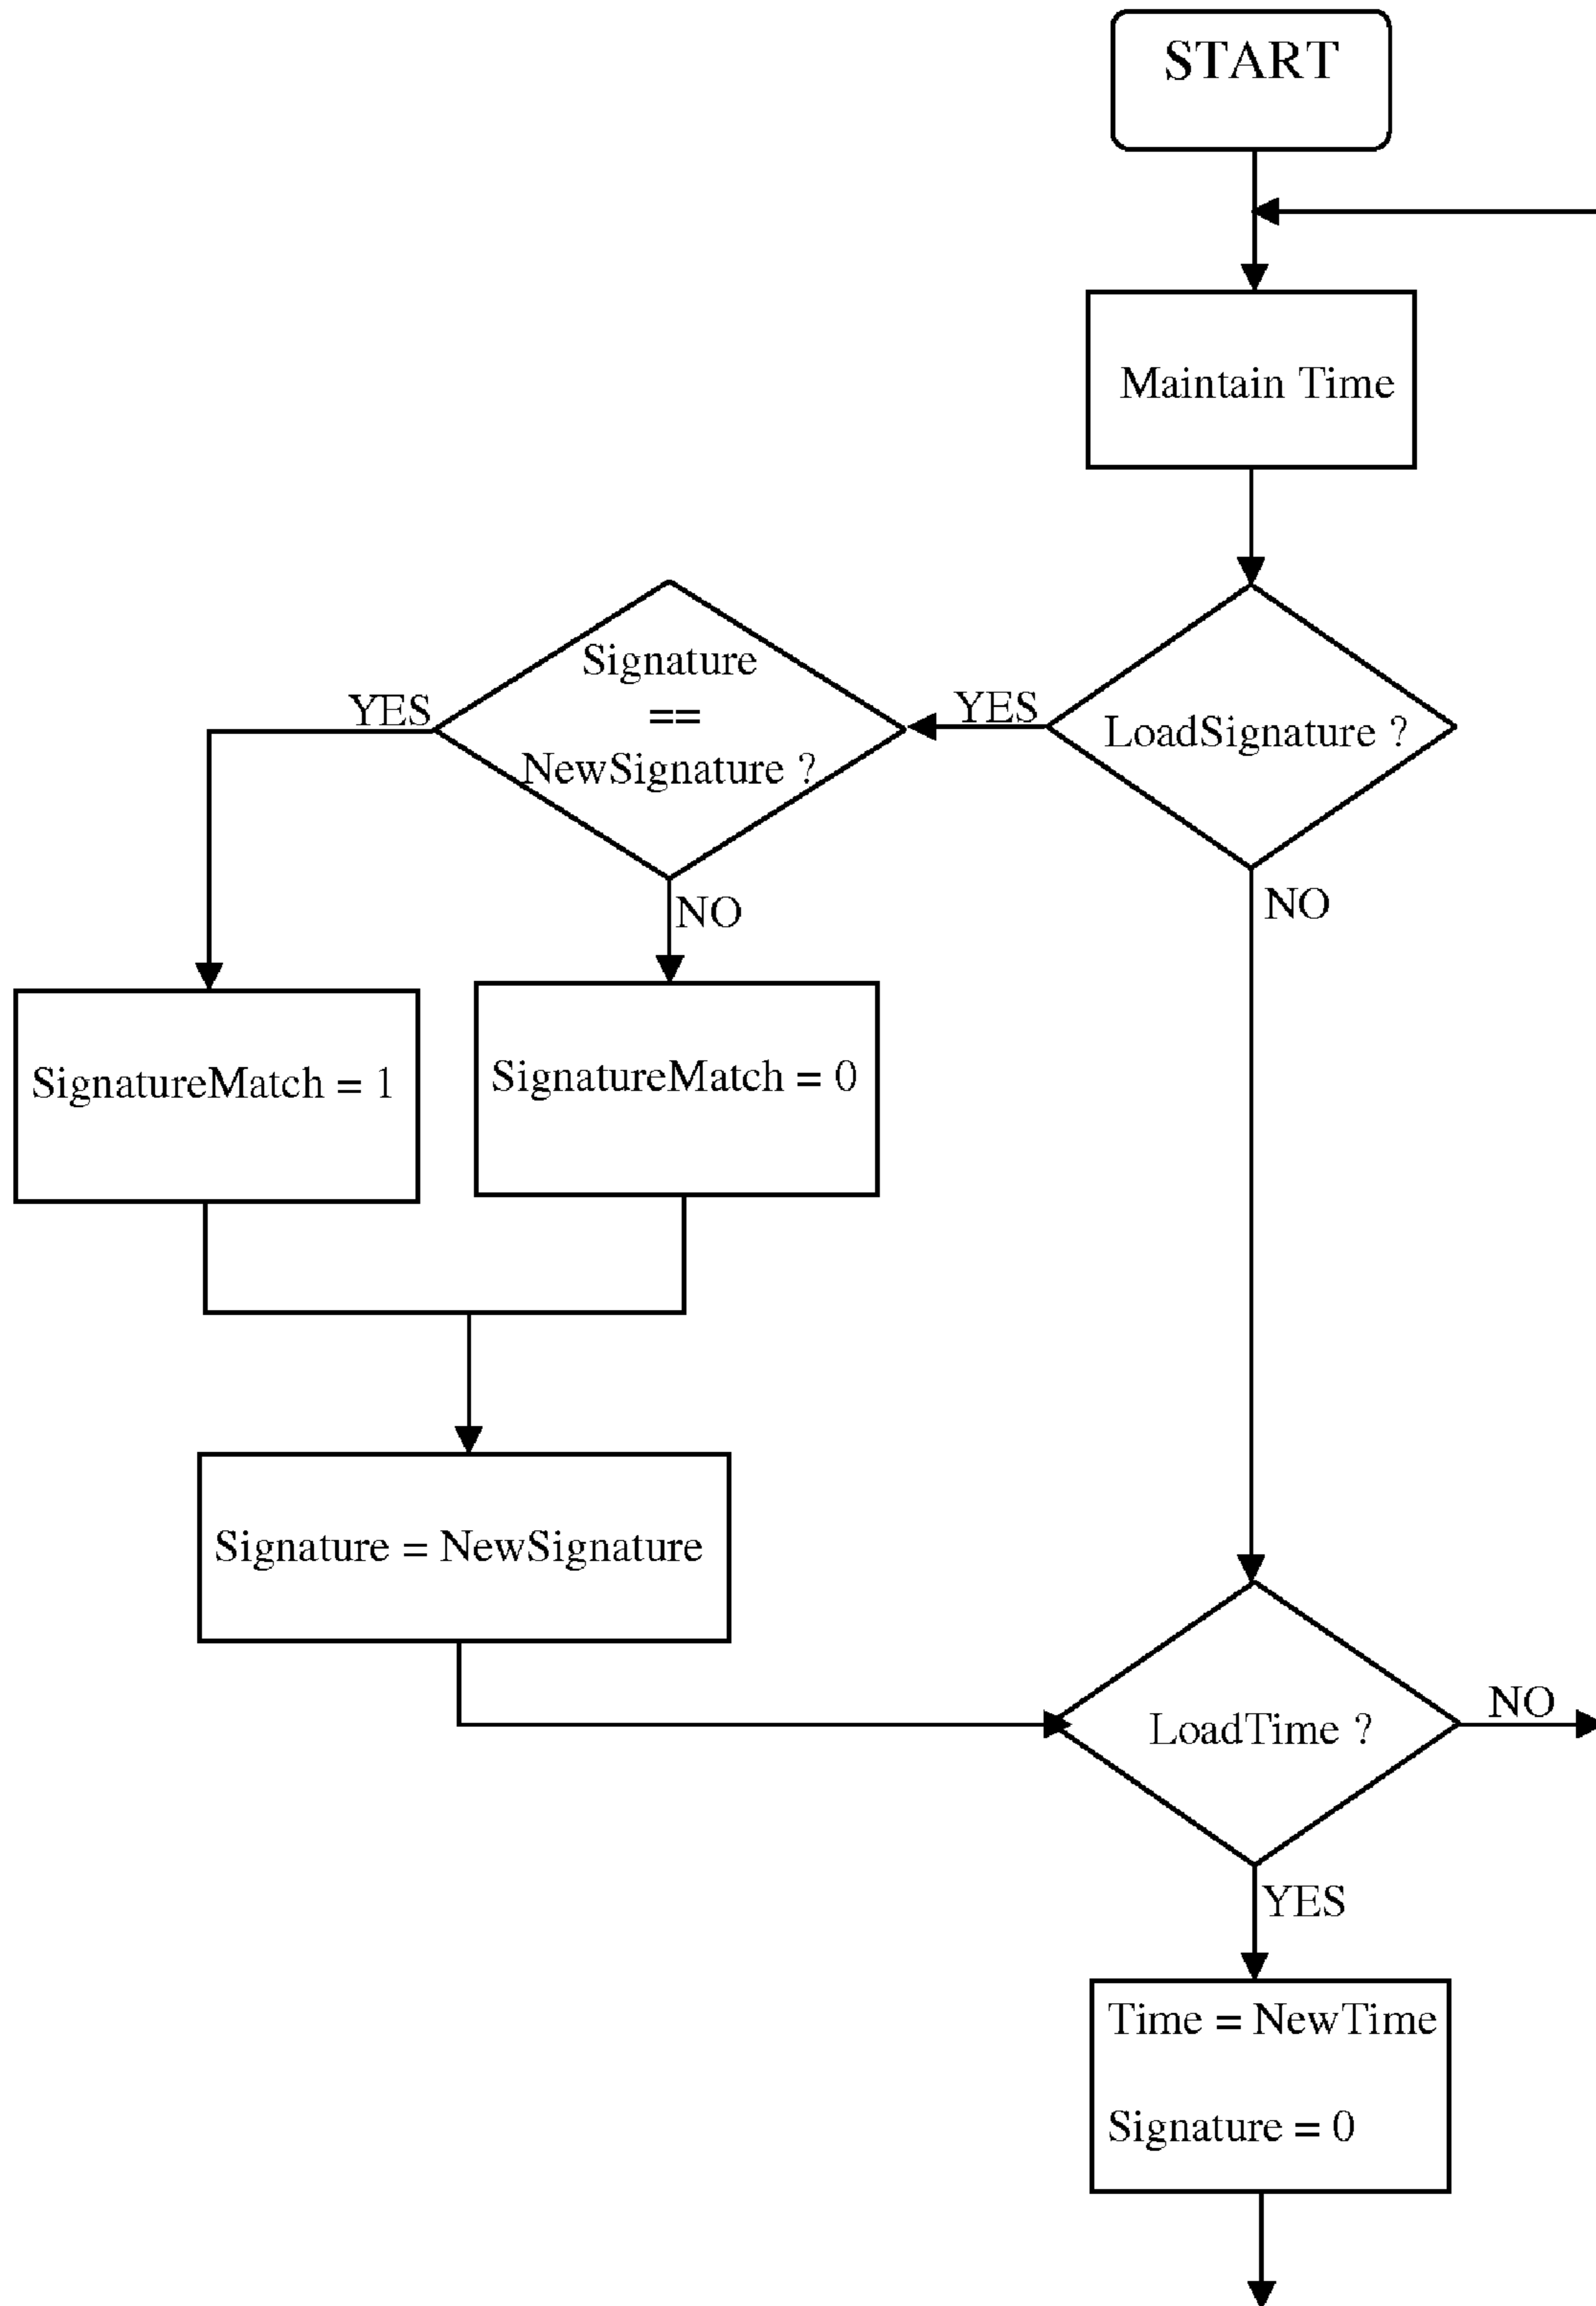 START
Maintain Time
LoadSignature ?
YES
Signature
==
NewSignature ?
YES
NO
NO
SignatureMatch = 1
SignatureMatch = 0
Signature = NewSignature
LoadTime ?
NO
YES
Time = NewTime
Signature = 0